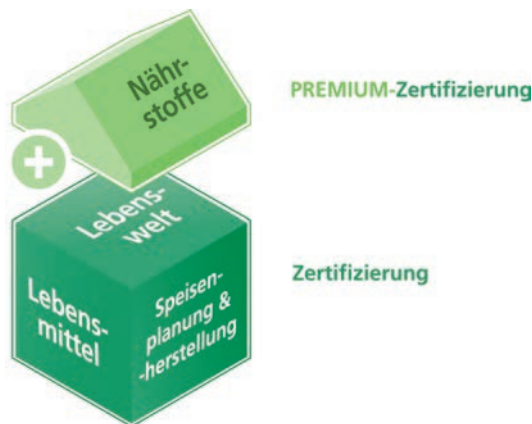 Nähr-
stoffe
PREMIUM-Zertifizierung
+
Lebens-
welt
Lebens-
mittel
Speisen-
planung &
-herstellung
Zertifizierung